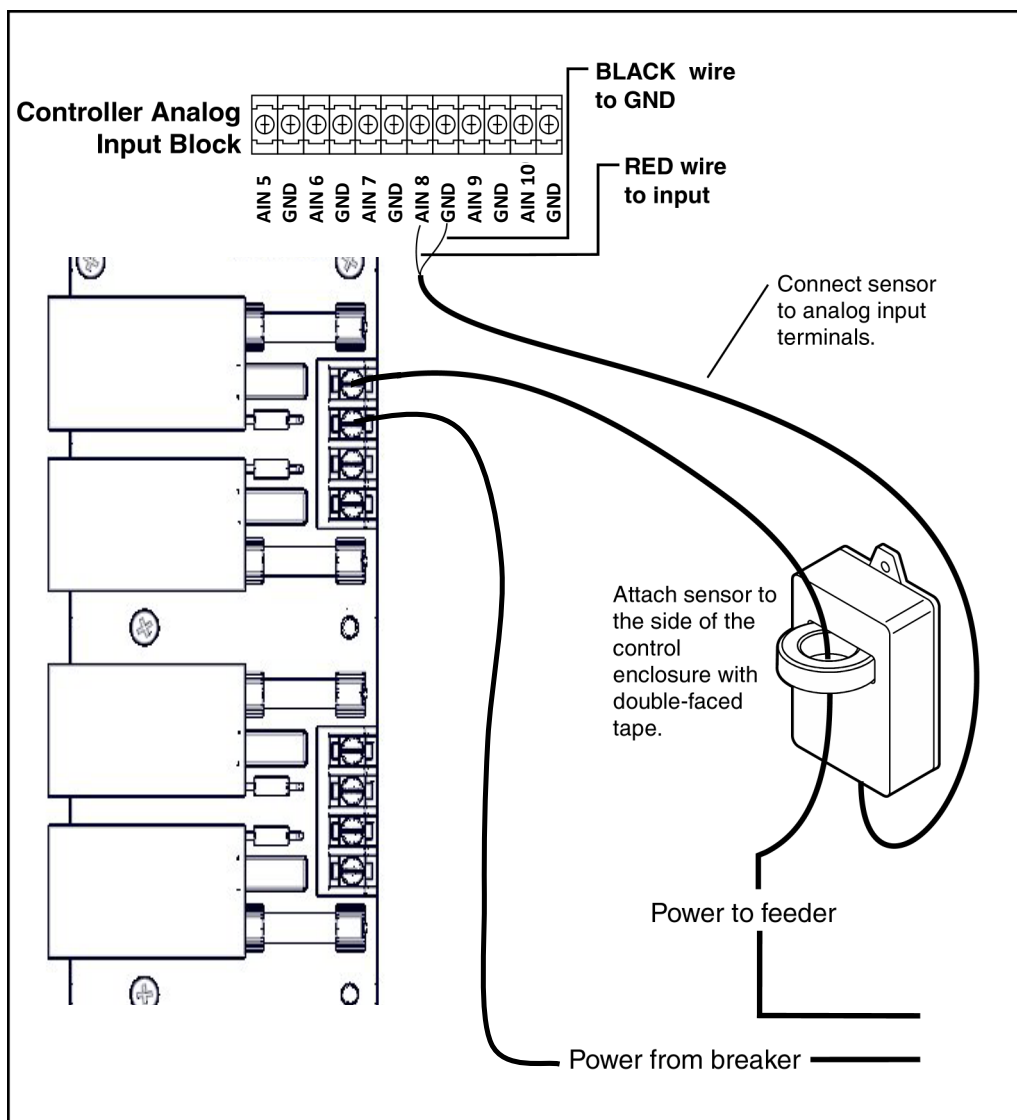 BLACK wire
to GND
Controller Analog
Input Block
RED wire
to input
AIN 5
GND
AIN 6
GND
AIN 7
GND
AIN 8
GND
AIN 9
GND
AIN 10
GND
Connect sensor
to analog input
terminals.
Attach sensor to
the side of the
control
enclosure with
double-faced
tape.
Power to feeder
Power from breaker